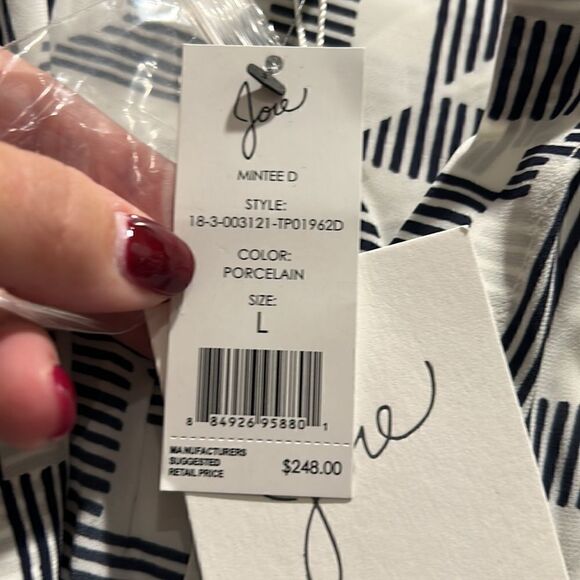 Joie
MINTEE D
STYLE:
18-3-003121-TP01962D
COLOR:
PORCELAIN
SIZE:
L
8 84926 95880 1
MANUFACTURERS
SUGGESTED
RETAIL PRICE
$248.00